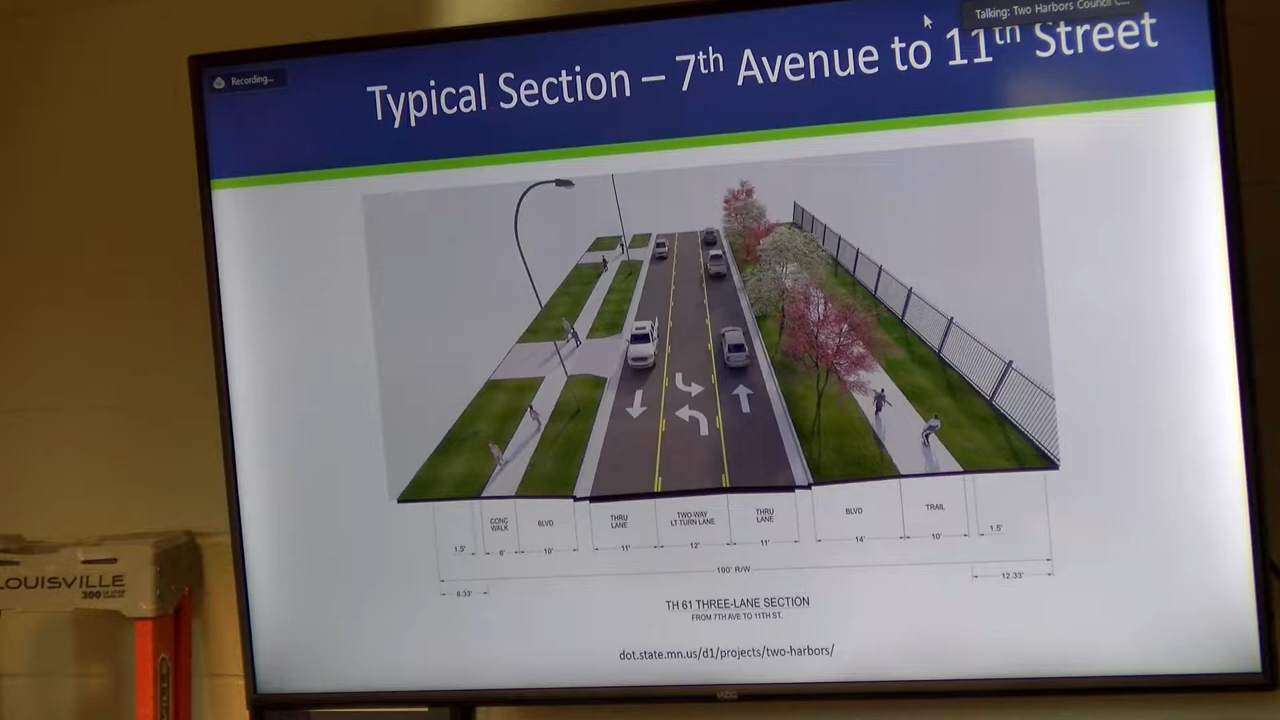 Talking: Two Harbors Council C...
Recording...
Typical Section – 7th Avenue to 11th Street
CONC
WALK
BLVD
THRU
LANE
TWO-WAY
LT TURN LANE
THRU
LANE
BLVD
TRAIL
1.5'
6'
10'
11'
12'
11'
14'
10'
1.5'
100' R/W
8.33'
12.33'
TH 61 THREE-LANE SECTION
FROM 7TH AVE TO 11TH ST.
dot.state.mn.us/d1/projects/two-harbors/
LOUISVILLE
300